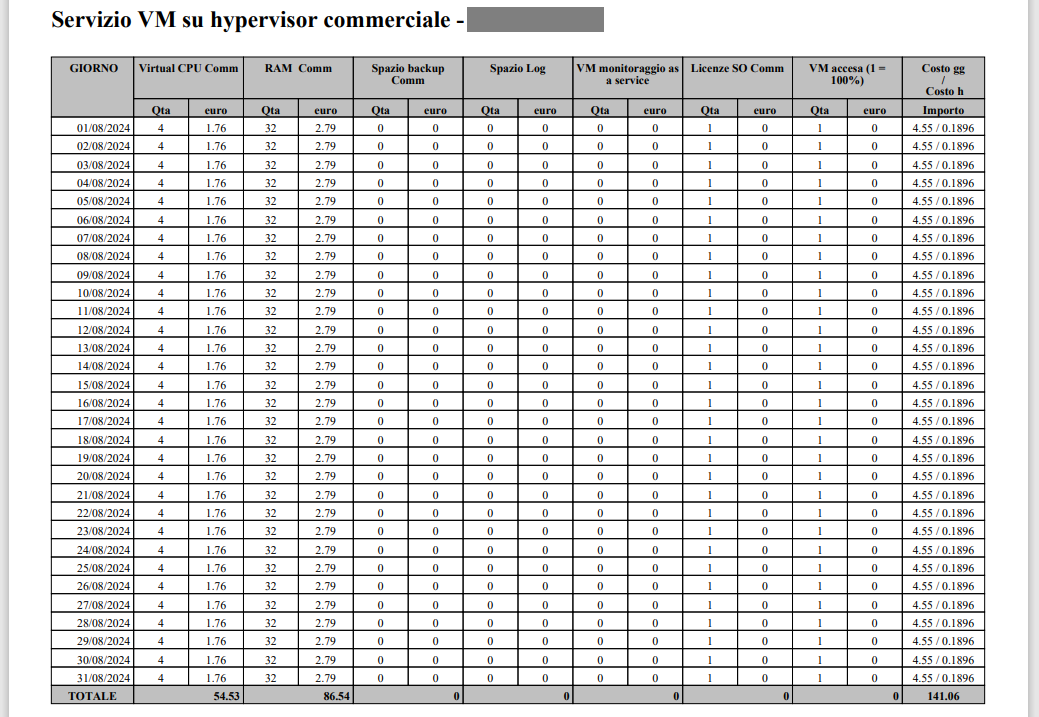 Servizio VM su hypervisor commerciale -
GIORNO Virtual CPU Comm RAM Comm Spazio backup Comm Spazio Log VM monitoraggio as a service Licenze SO Comm VM accesa (1 = 100%) Costo gg / Costo h
Qta euro Qta euro Qta euro Qta euro Qta euro Qta euro Qta euro Importo
01/08/2024 4 1.76 32 2.79 0 0 0 0 0 0 1 0 1 0 4.55 / 0.1896
02/08/2024 4 1.76 32 2.79 0 0 0 0 0 0 1 0 1 0 4.55 / 0.1896
03/08/2024 4 1.76 32 2.79 0 0 0 0 0 0 1 0 1 0 4.55 / 0.1896
04/08/2024 4 1.76 32 2.79 0 0 0 0 0 0 1 0 1 0 4.55 / 0.1896
05/08/2024 4 1.76 32 2.79 0 0 0 0 0 0 1 0 1 0 4.55 / 0.1896
06/08/2024 4 1.76 32 2.79 0 0 0 0 0 0 1 0 1 0 4.55 / 0.1896
07/08/2024 4 1.76 32 2.79 0 0 0 0 0 0 1 0 1 0 4.55 / 0.1896
08/08/2024 4 1.76 32 2.79 0 0 0 0 0 0 1 0 1 0 4.55 / 0.1896
09/08/2024 4 1.76 32 2.79 0 0 0 0 0 0 1 0 1 0 4.55 / 0.1896
10/08/2024 4 1.76 32 2.79 0 0 0 0 0 0 1 0 1 0 4.55 / 0.1896
11/08/2024 4 1.76 32 2.79 0 0 0 0 0 0 1 0 1 0 4.55 / 0.1896
12/08/2024 4 1.76 32 2.79 0 0 0 0 0 0 1 0 1 0 4.55 / 0.1896
13/08/2024 4 1.76 32 2.79 0 0 0 0 0 0 1 0 1 0 4.55 / 0.1896
14/08/2024 4 1.76 32 2.79 0 0 0 0 0 0 1 0 1 0 4.55 / 0.1896
15/08/2024 4 1.76 32 2.79 0 0 0 0 0 0 1 0 1 0 4.55 / 0.1896
16/08/2024 4 1.76 32 2.79 0 0 0 0 0 0 1 0 1 0 4.55 / 0.1896
17/08/2024 4 1.76 32 2.79 0 0 0 0 0 0 1 0 1 0 4.55 / 0.1896
18/08/2024 4 1.76 32 2.79 0 0 0 0 0 0 1 0 1 0 4.55 / 0.1896
19/08/2024 4 1.76 32 2.79 0 0 0 0 0 0 1 0 1 0 4.55 / 0.1896
20/08/2024 4 1.76 32 2.79 0 0 0 0 0 0 1 0 1 0 4.55 / 0.1896
21/08/2024 4 1.76 32 2.79 0 0 0 0 0 0 1 0 1 0 4.55 / 0.1896
22/08/2024 4 1.76 32 2.79 0 0 0 0 0 0 1 0 1 0 4.55 / 0.1896
23/08/2024 4 1.76 32 2.79 0 0 0 0 0 0 1 0 1 0 4.55 / 0.1896
24/08/2024 4 1.76 32 2.79 0 0 0 0 0 0 1 0 1 0 4.55 / 0.1896
25/08/2024 4 1.76 32 2.79 0 0 0 0 0 0 1 0 1 0 4.55 / 0.1896
26/08/2024 4 1.76 32 2.79 0 0 0 0 0 0 1 0 1 0 4.55 / 0.1896
27/08/2024 4 1.76 32 2.79 0 0 0 0 0 0 1 0 1 0 4.55 / 0.1896
28/08/2024 4 1.76 32 2.79 0 0 0 0 0 0 1 0 1 0 4.55 / 0.1896
29/08/2024 4 1.76 32 2.79 0 0 0 0 0 0 1 0 1 0 4.55 / 0.1896
30/08/2024 4 1.76 32 2.79 0 0 0 0 0 0 1 0 1 0 4.55 / 0.1896
31/08/2024 4 1.76 32 2.79 0 0 0 0 0 0 1 0 1 0 4.55 / 0.1896
TOTALE 54.53 86.54 0 0 0 0 0 141.06